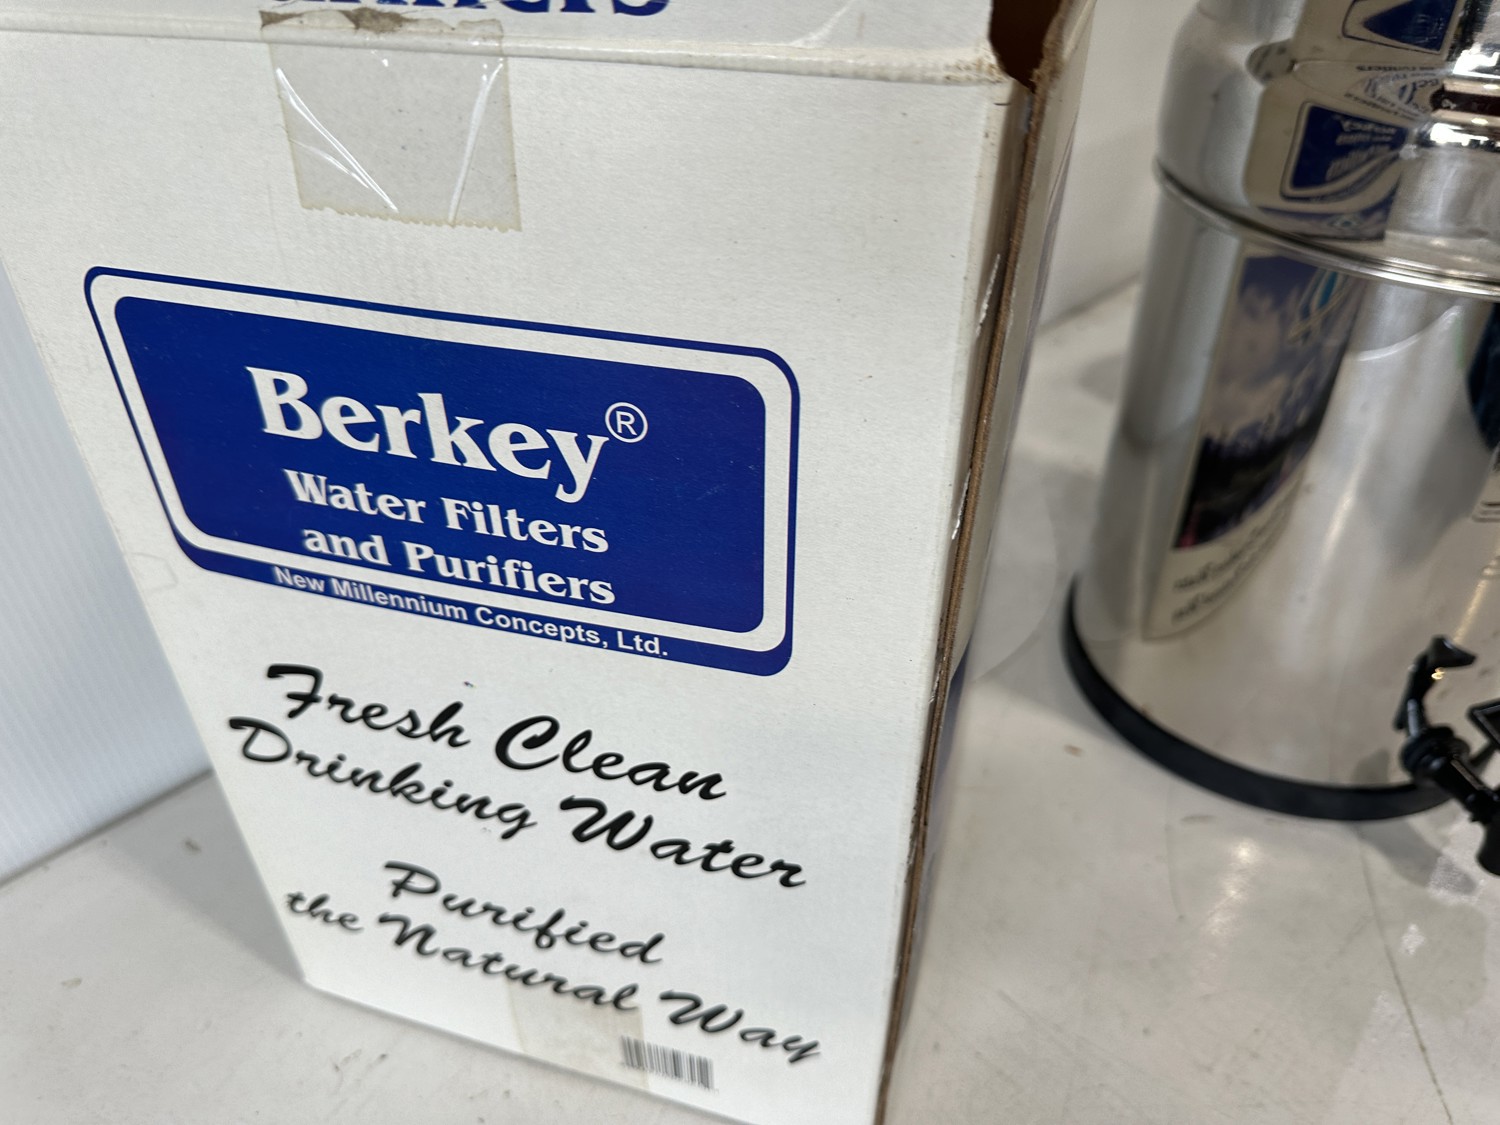 Berkey®
Water Filters
and Purifiers
New Millennium Concepts, Ltd.
Fresh Clean
Drinking Water
Purified
the Natural Way